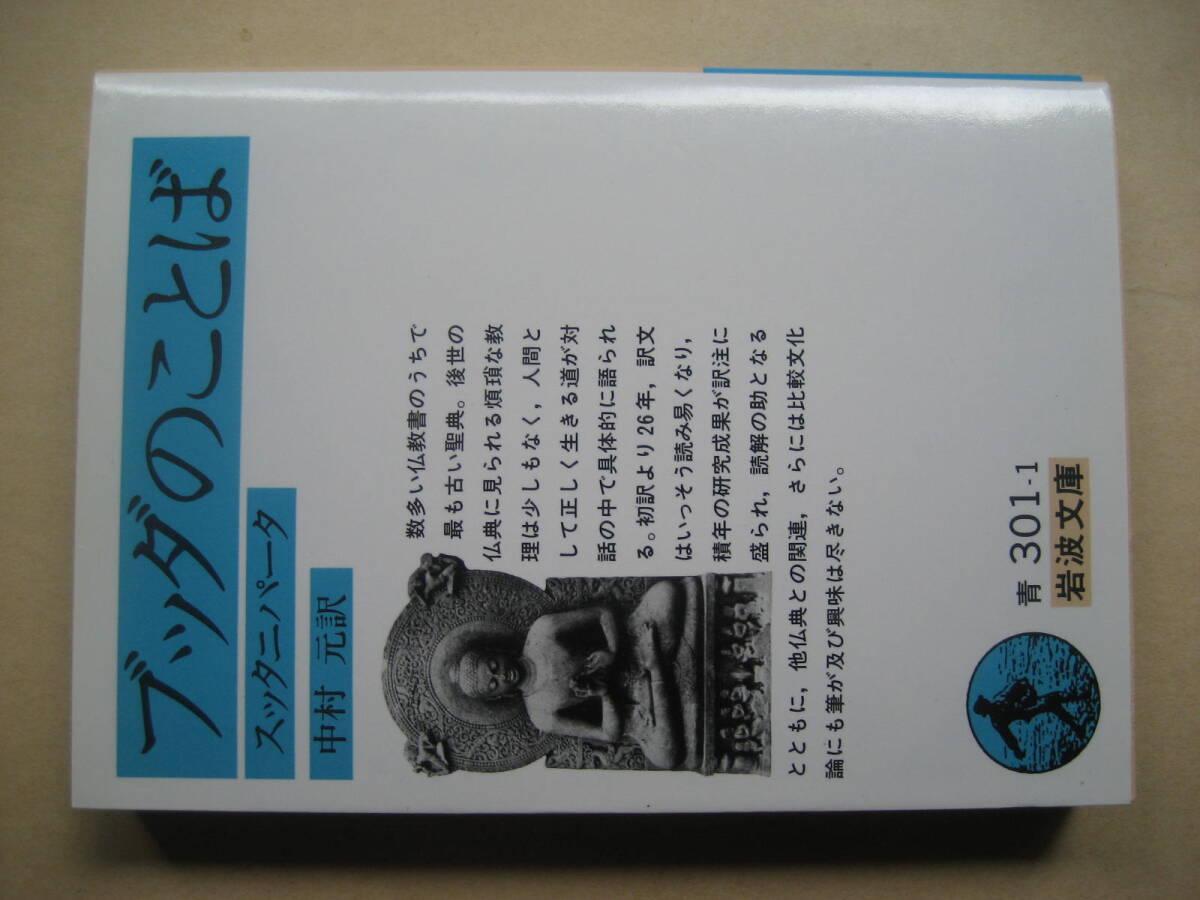 ブッダのことば
スッタニパータ
中村 元訳
数多い仏教書のうちで
最も古い聖典。後世の
仏典に見られる煩瑣な教
理は少しもなく，人間と
して正しく生きる道が対
話の中で具体的に語られ
る。初訳より26年，訳文
はいっそう読み易くなり，
積年の研究成果が訳注に
盛られ，読解の助となる
とともに，他仏典との関連，さらには比較文化
論にも筆が及び興味は尽きない。
青 301-1
岩波文庫